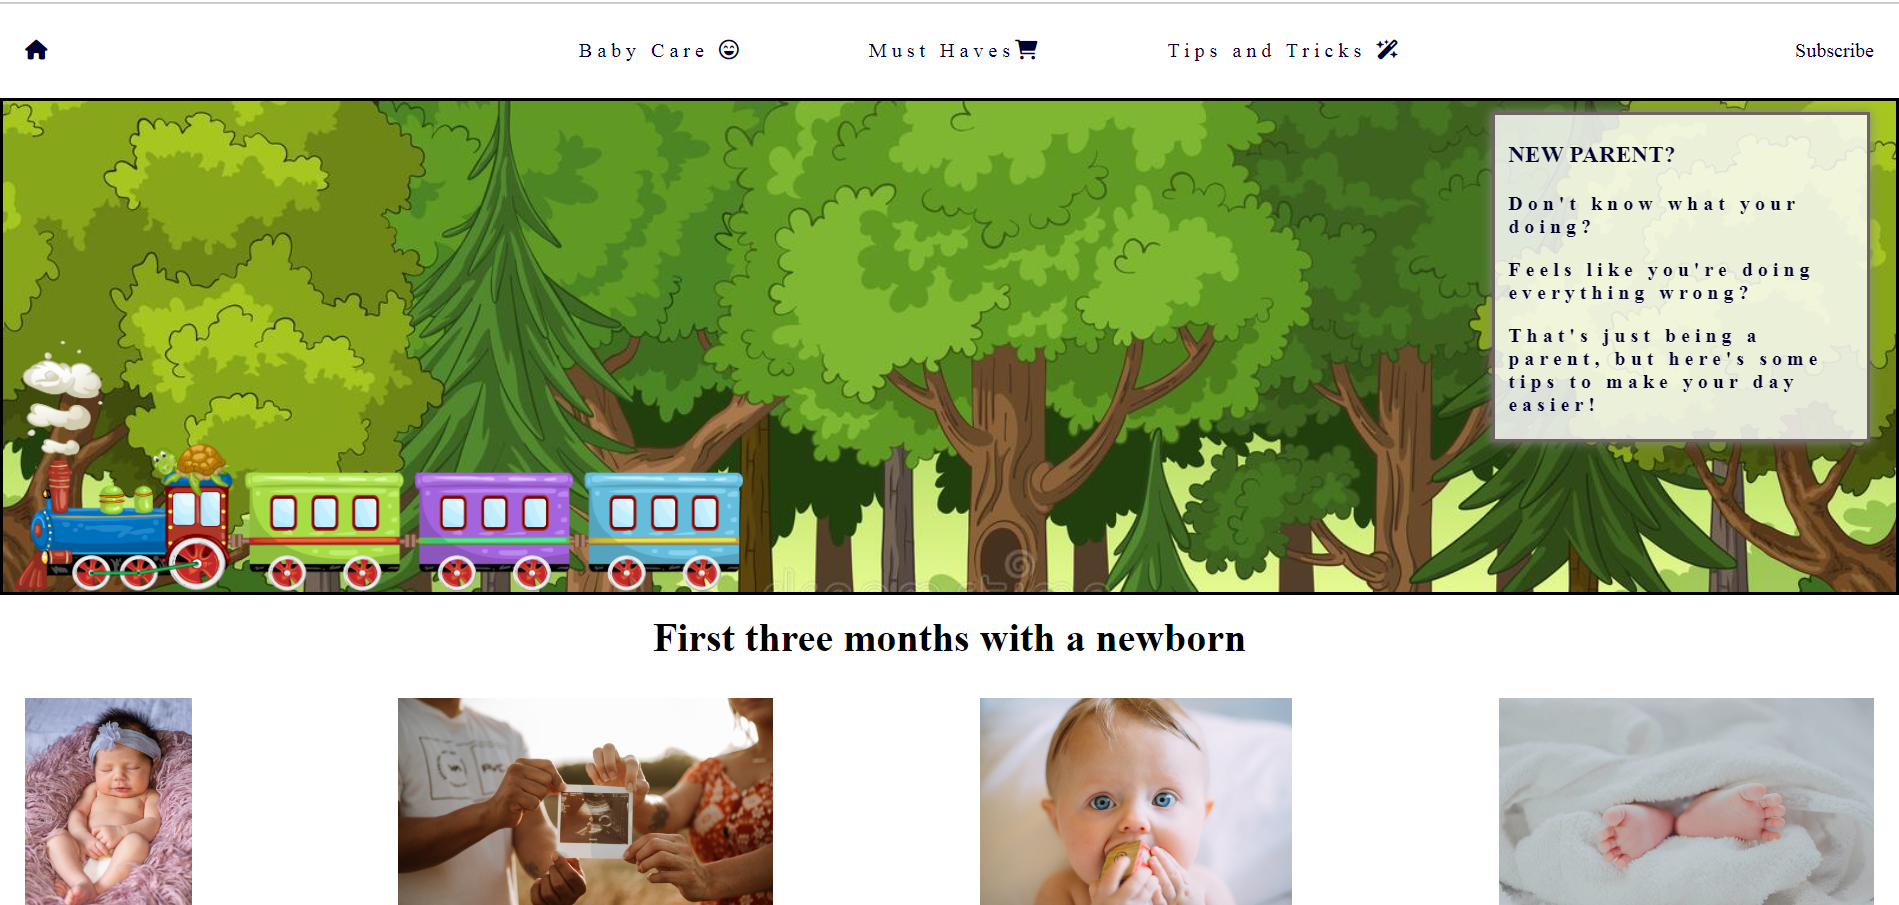 Baby Care
Must Haves
Tips and Tricks
Subscribe
NEW PARENT?
Don't know what your
doing?
Feels like you're doing
everything wrong?
That's just being a
parent, but here's some
tips to make your day
easier!
First three months with a newborn